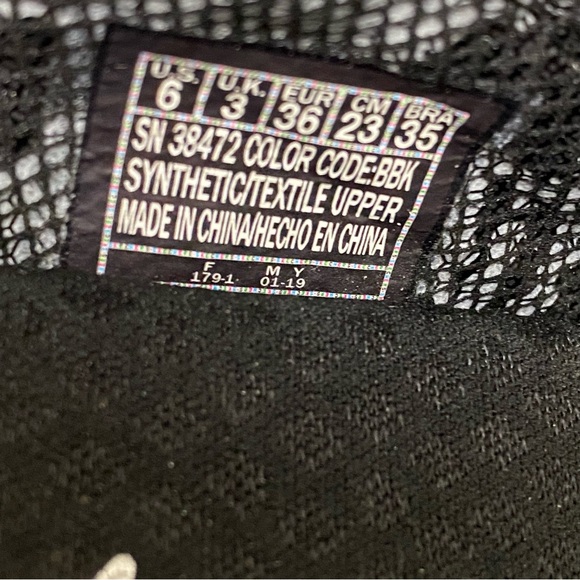 U.S. U.K. EUR CM BRA
6 3 36 23 35
SN 38472 COLOR CODE:BBK
SYNTHETIC/TEXTILE UPPER
MADE IN CHINA/HECHO EN CHINA
F M Y
179-1 01-19